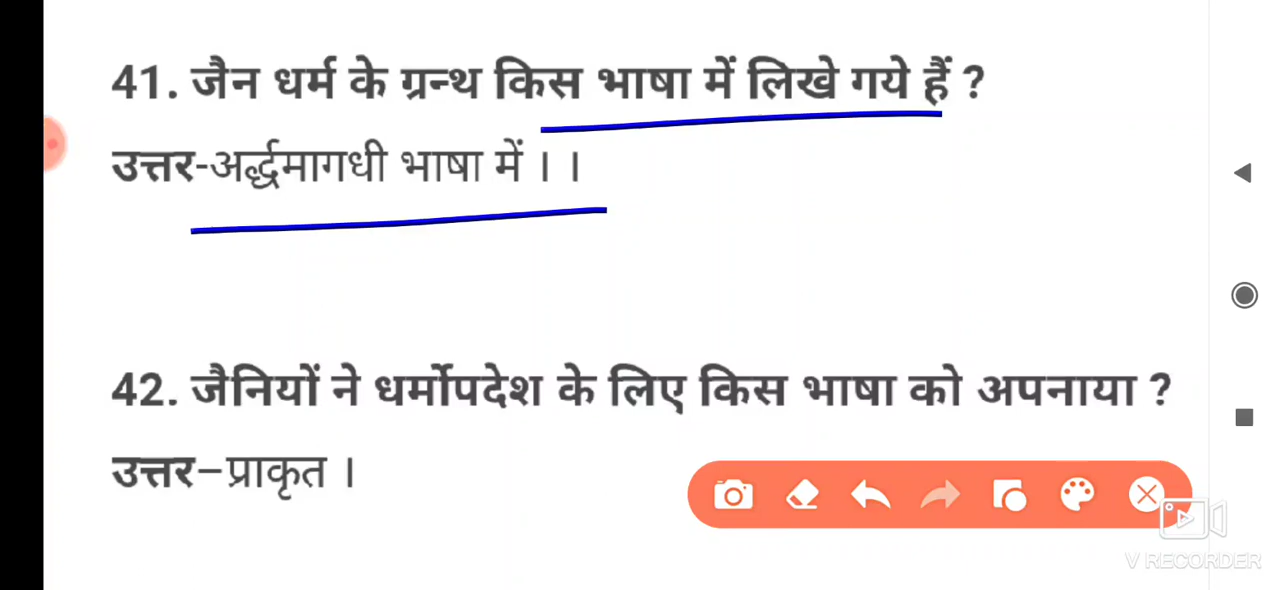 41. जैन धर्म के ग्रन्थ किस भाषा में लिखे गये हैं ?
उत्तर-अर्द्धमागधी भाषा में । ।
42. जैनियों ने धर्मोपदेश के लिए किस भाषा को अपनाया ?
उत्तर–प्राकृत ।
V RECORDER